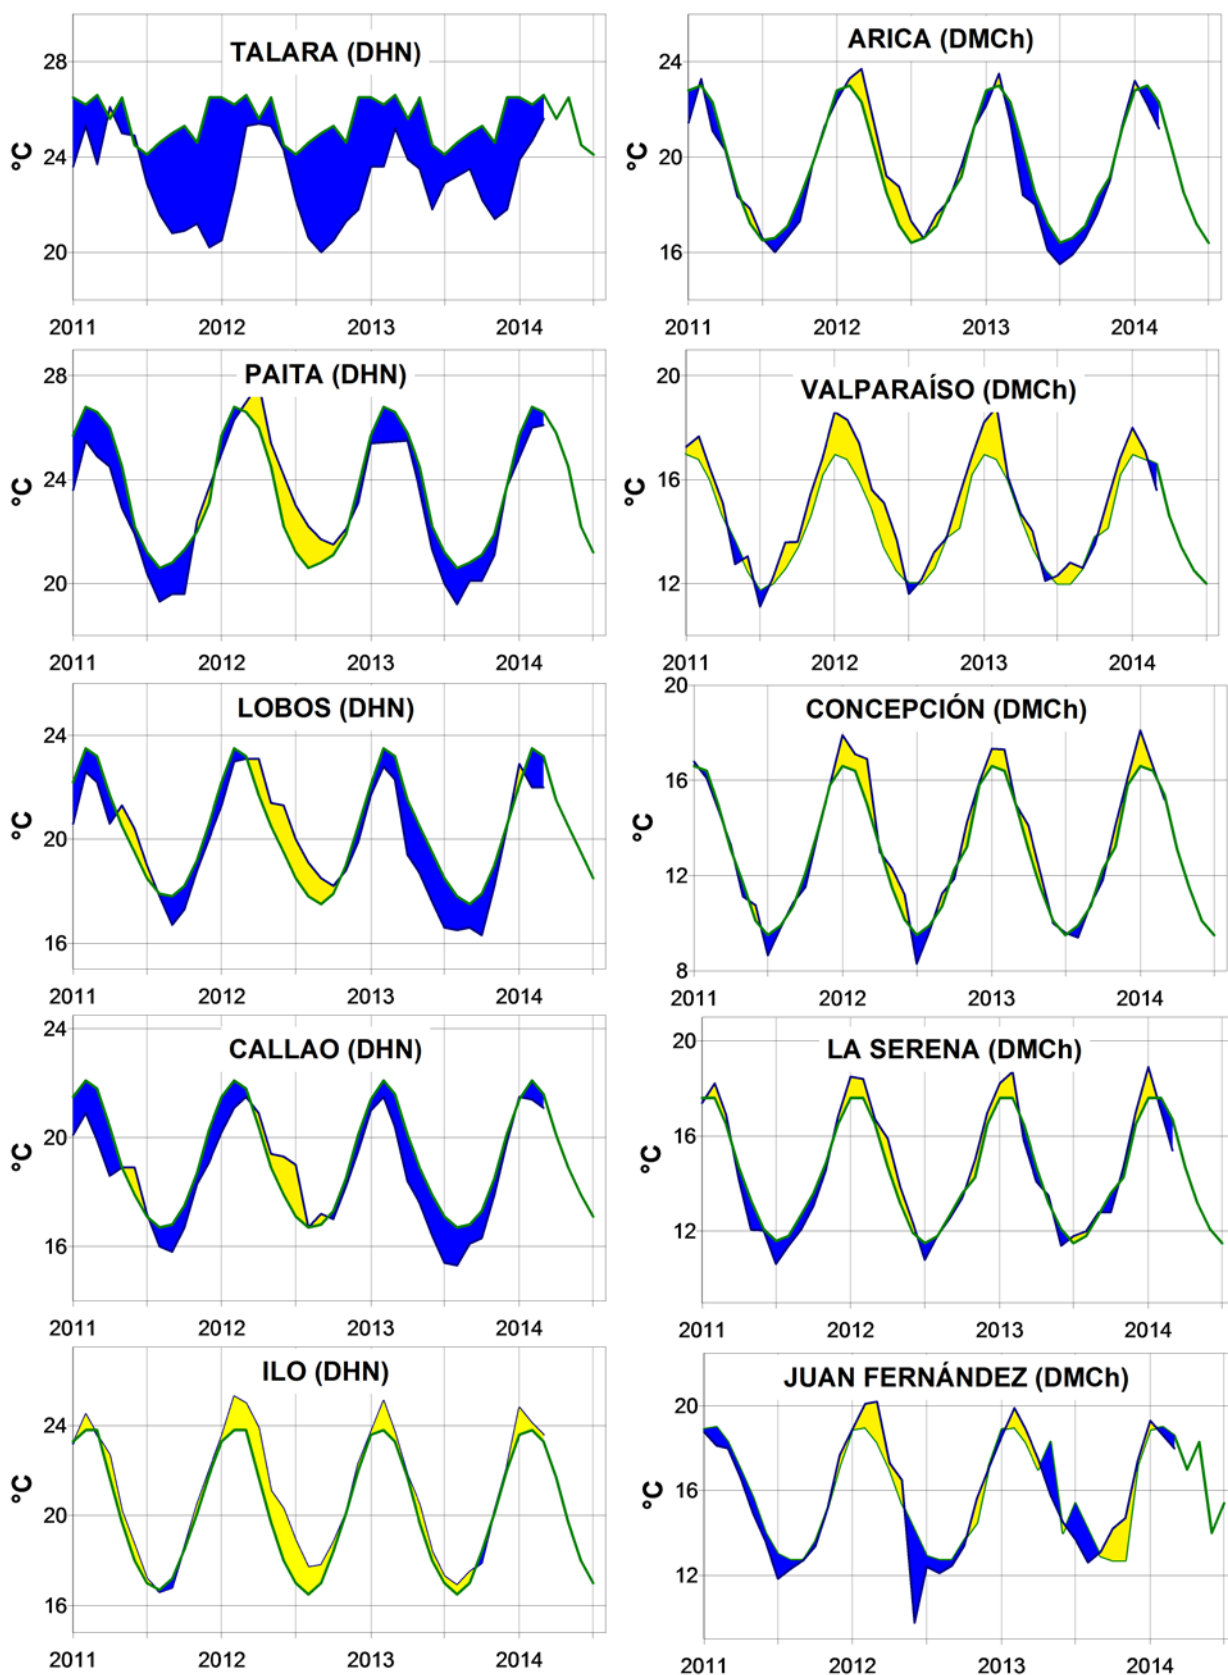 TALARA (DHN)
°C
28
24
20
2011 2012 2013 2014
ARICA (DMCh)
°C
24
20
16
2011 2012 2013 2014
PAITA (DHN)
°C
28
24
20
2011 2012 2013 2014
VALPARAÍSO (DMCh)
°C
20
16
12
2011 2012 2013 2014
LOBOS (DHN)
°C
24
20
16
2011 2012 2013 2014
CONCEPCIÓN (DMCh)
°C
20
16
12
8
2011 2012 2013 2014
CALLAO (DHN)
°C
24
20
16
2011 2012 2013 2014
LA SERENA (DMCh)
°C
20
16
12
2011 2012 2013 2014
ILO (DHN)
°C
24
20
16
2011 2012 2013 2014
JUAN FERNÁNDEZ (DMCh)
°C
20
16
12
2011 2012 2013 2014